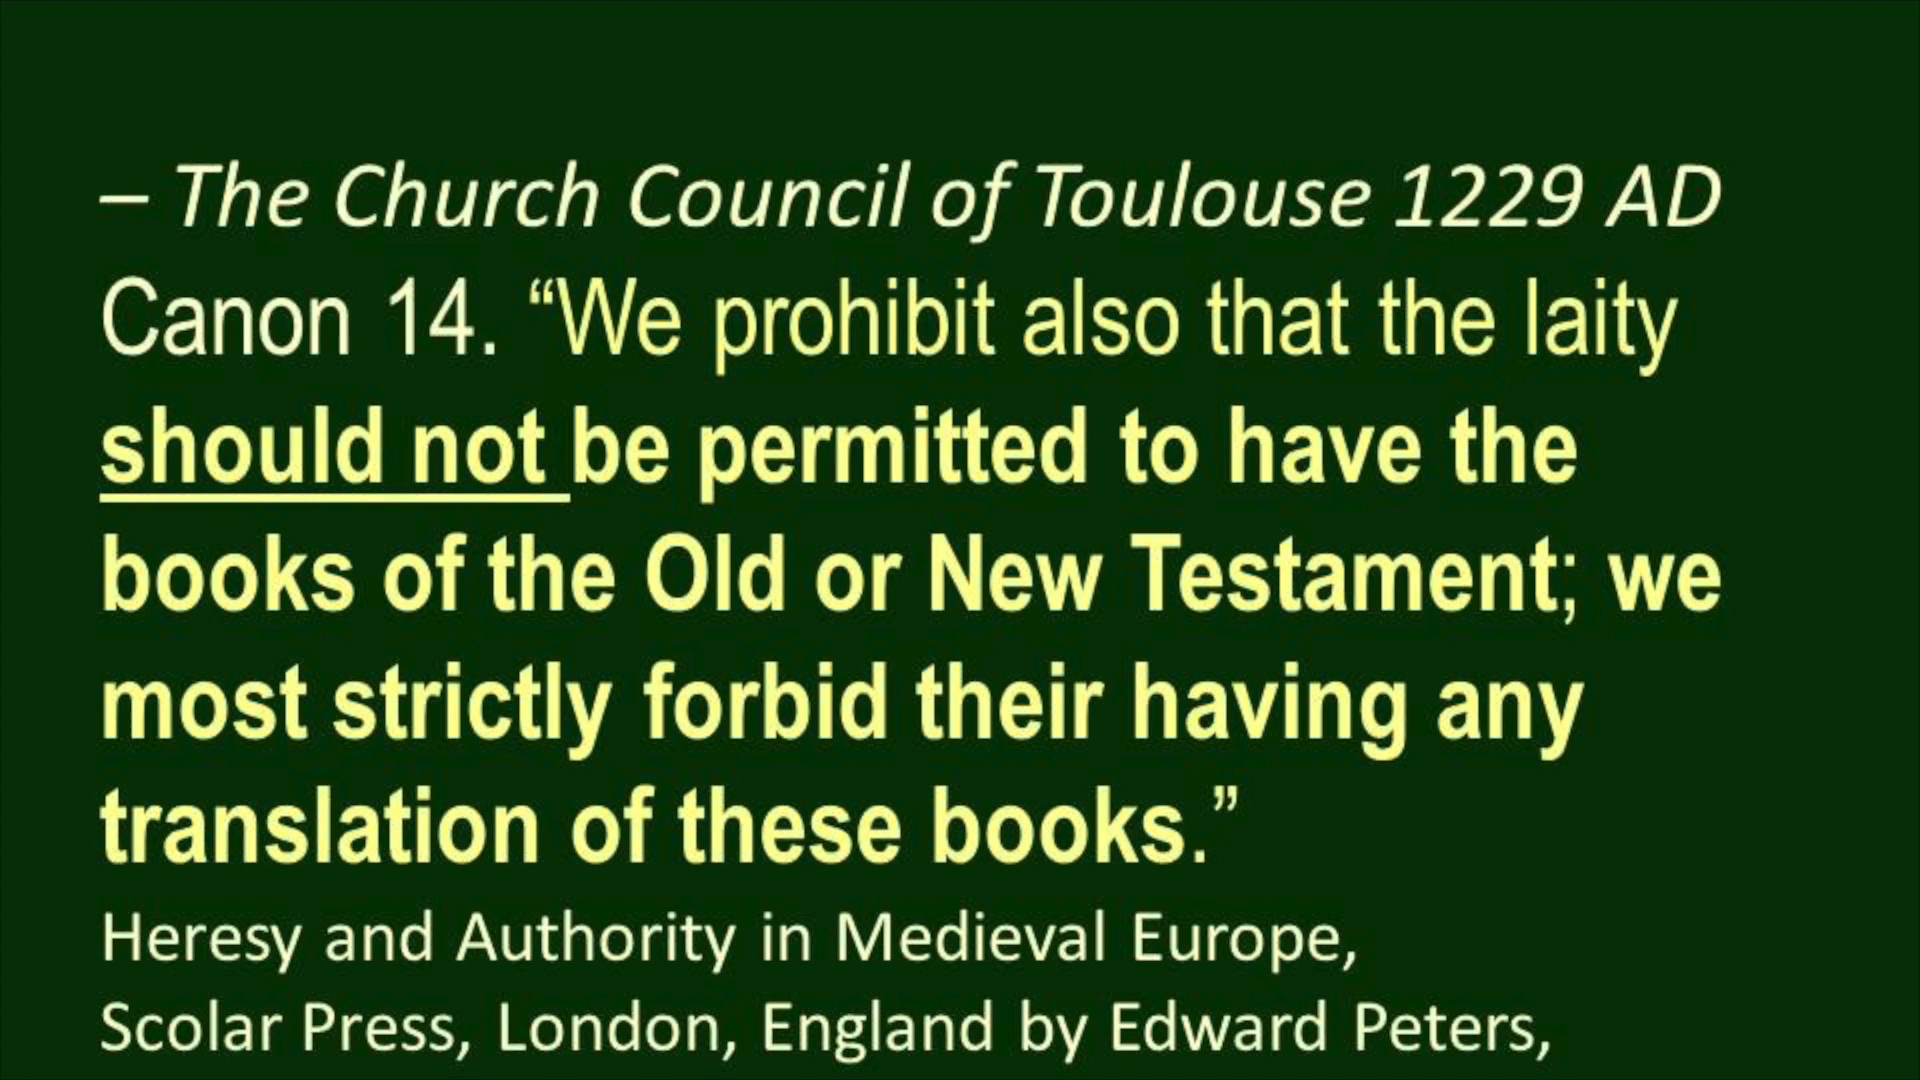 – The Church Council of Toulouse 1229 AD
Canon 14. “We prohibit also that the laity
should not be permitted to have the
books of the Old or New Testament; we
most strictly forbid their having any
translation of these books.”
Heresy and Authority in Medieval Europe,
Scolar Press, London, England by Edward Peters,